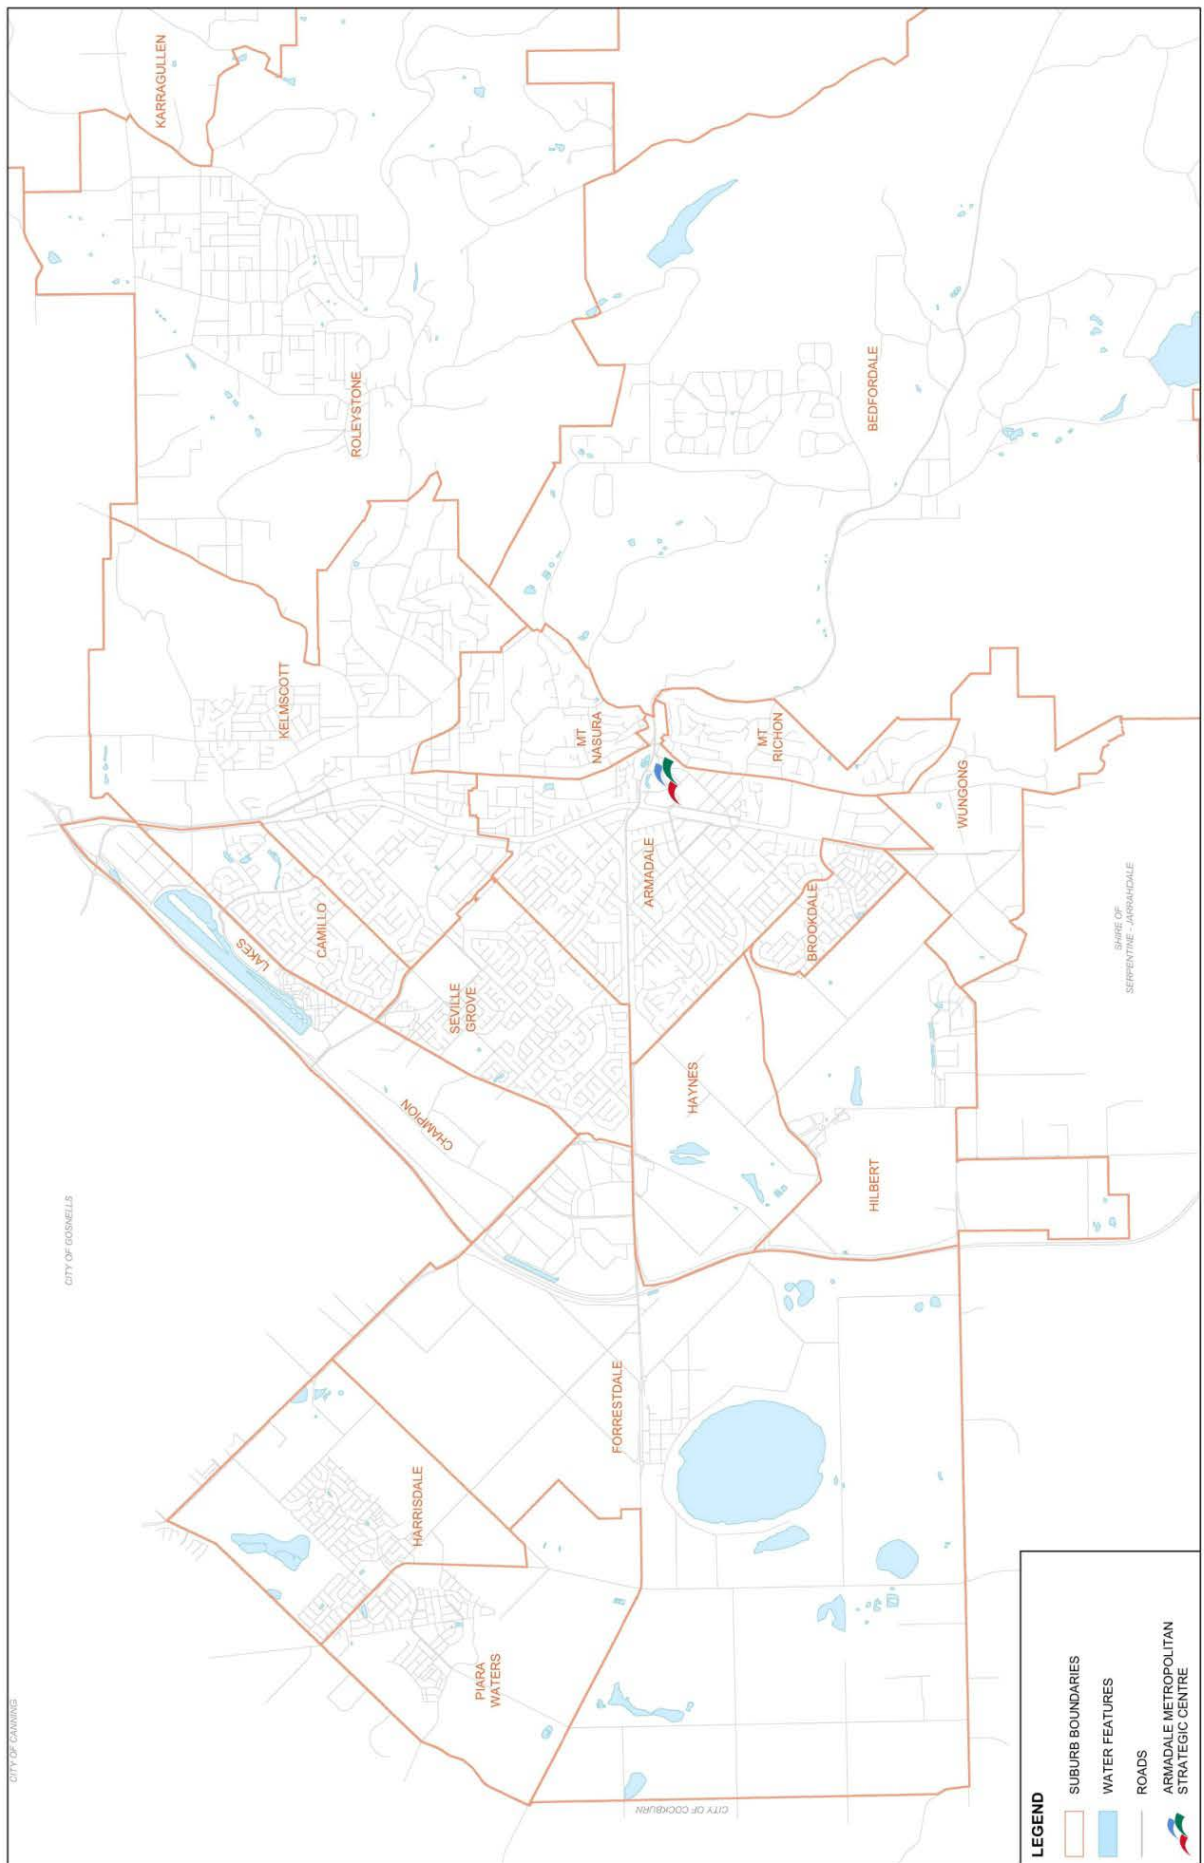 CITY OF CANNING
CITY OF GOSNELLS
KARRAGULLEN
ROLEYSTONE
KELMSCOTT
CAMILLO
LAKES
CHAMPION
SEVILLE
GROVE
MT
NASURA
BEDFORDALE
MT
RICHON
ARMADALE
WUNGONG
BROOKDALE
HAYNES
HILBERT
SHIRE OF
SERPENTINE - JARRAHDALE
FORRESTDALE
HARRISDALE
PIARA
WATERS
CITY OF COCKBURN
LEGEND
SUBURB BOUNDARIES
WATER FEATURES
ROADS
ARMADALE METROPOLITAN
STRATEGIC CENTRE